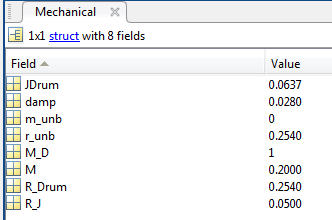 Mechanical
1x1 struct with 8 fields
Field Value
JDrum 0.0637
damp 0.0280
m_unb 0
r_unb 0.2540
M_D 1
M 0.2000
R_Drum 0.2540
R_J 0.0500